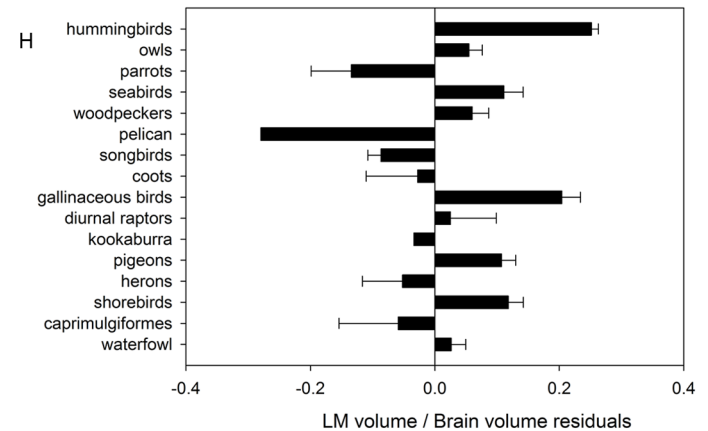 H
hummingbirds
owls
parrots
seabirds
woodpeckers
pelican
songbirds
coots
gallinaceous birds
diurnal raptors
kookaburra
pigeons
herons
shorebirds
caprimulgiformes
waterfowl
-0.4 -0.2 0.0 0.2 0.4
LM volume / Brain volume residuals